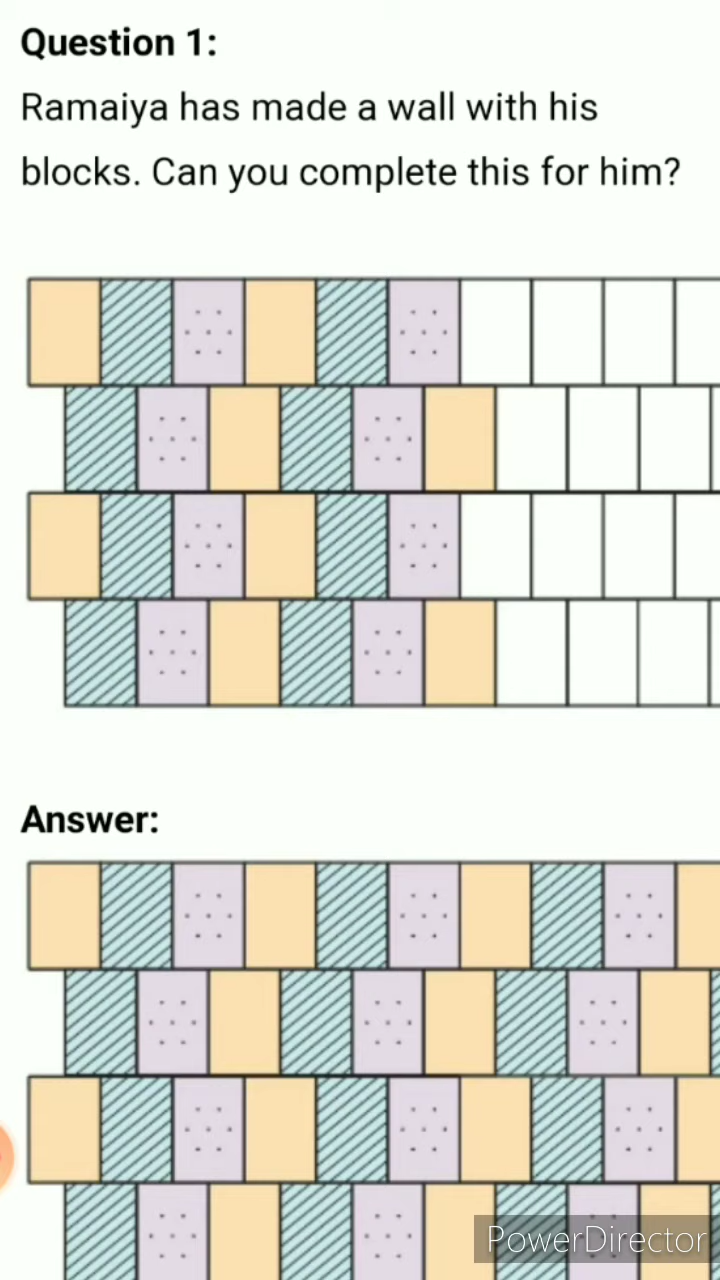 Question 1:
Ramaiya has made a wall with his
blocks. Can you complete this for him?
Answer:
PowerDirector